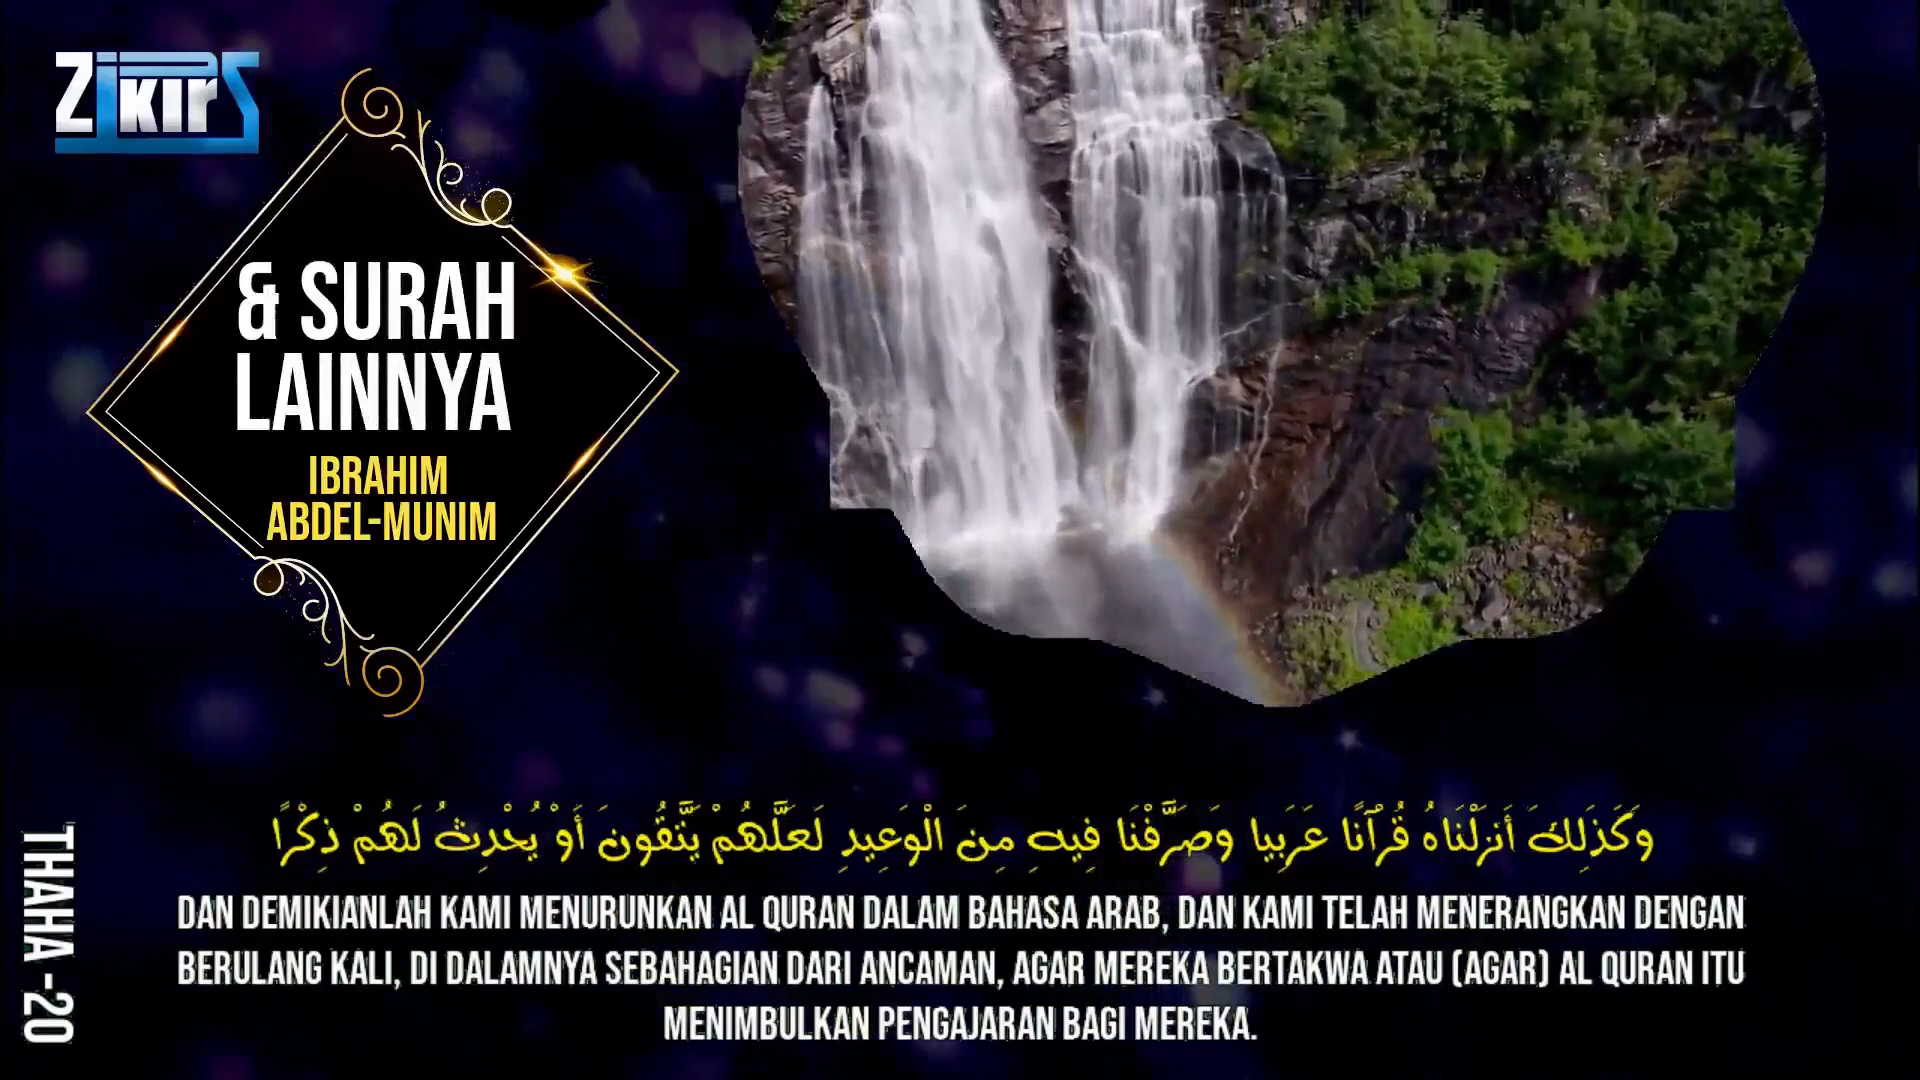 ZikirS
& SURAH
LAINNYA
IBRAHIM
ABDEL-MUNIM
وَكَذَلِكَ أَنزَلْنَاهُ قُرْآنًا عَرَبِيا وَصَرَّفْنَا فِيهِ مِنَ الْوَعِيدِ لَعَلَّهُمْ يَتَّقُونَ أَوْ يُحْدِثُ لَهُمْ ذِكْرًا
DAN DEMIKIANLAH KAMI MENURUNKAN AL QURAN DALAM BAHASA ARAB, DAN KAMI TELAH MENERANGKAN DENGAN
BERULANG KALI, DI DALAMNYA SEBAHAGIAN DARI ANCAMAN, AGAR MEREKA BERTAKWA ATAU (AGAR) AL QURAN ITU
MENIMBULKAN PENGAJARAN BAGI MEREKA.
THAHA -20